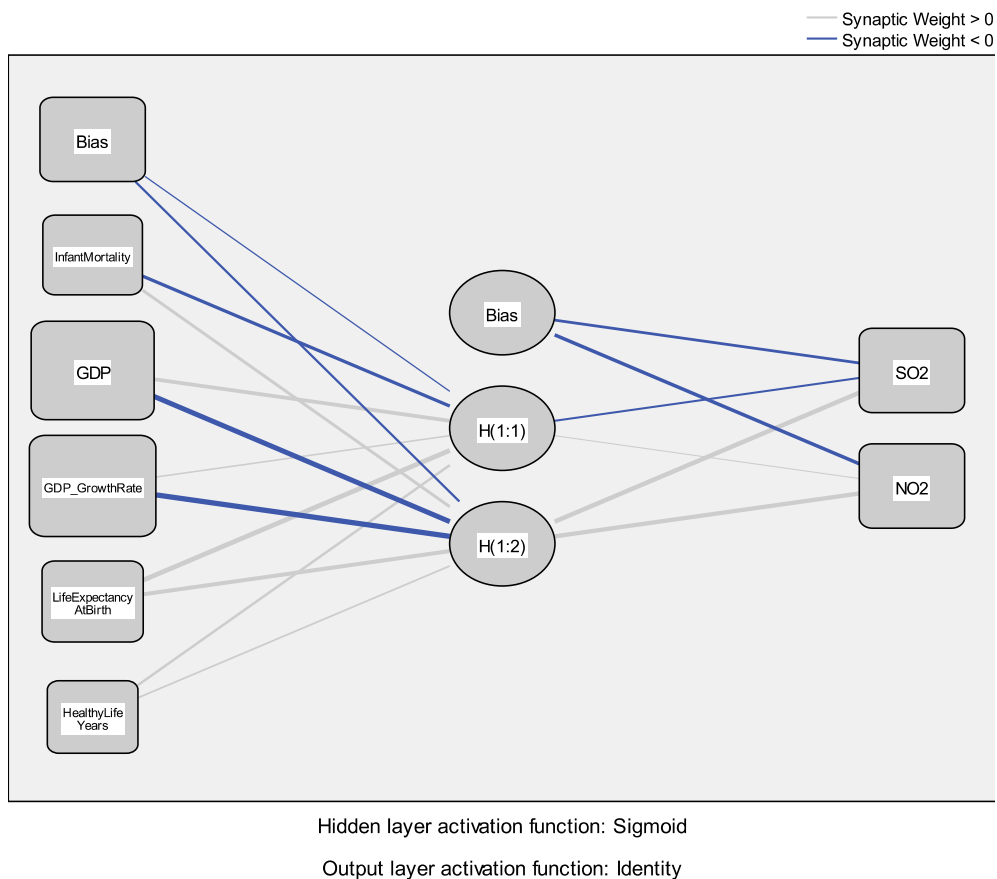 Synaptic Weight > 0
Synaptic Weight < 0
Bias
InfantMortality
GDP
GDP_GrowthRate
LifeExpectancy
AtBirth
HealthyLife
Years
Bias
H(1:1)
H(1:2)
SO2
NO2
Hidden layer activation function: Sigmoid
Output layer activation function: Identity